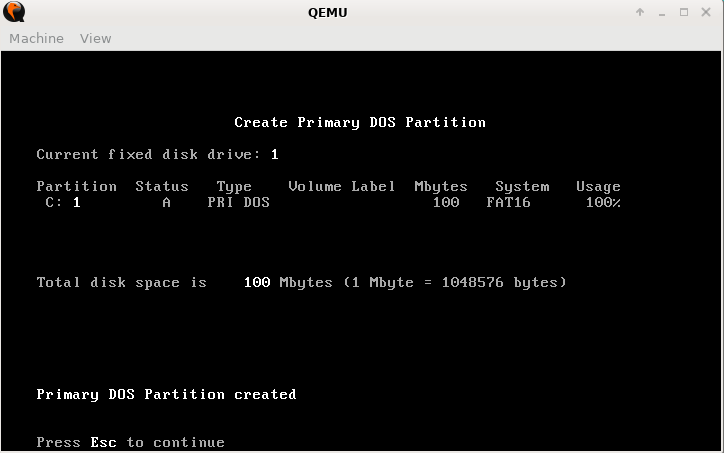 QEMU
Machine View
Create Primary DOS Partition
Current fixed disk drive: 1
Partition Status Type Volume Label Mbytes System Usage
C: 1 A PRI DOS 100 FAT16 100%
Total disk space is 100 Mbytes (1 Mbyte = 1048576 bytes)
Primary DOS Partition created
Press Esc to continue